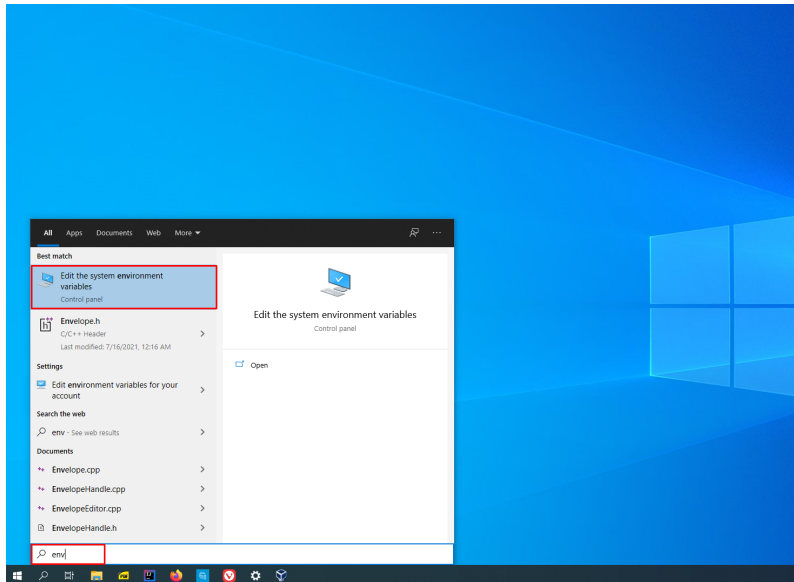 All Apps Documents Web More
Best match
Edit the system environment
variables
Control panel
Envelope.h
C/C++ Header
Last modified: 7/16/2021, 12:16 AM
Settings
Edit environment variables for your
account
Search the web
env - See web results
Documents
Envelope.cpp
EnvelopeHandle.cpp
EnvelopeEditor.cpp
EnvelopeHandle.h
env
Edit the system environment variables
Control panel
Open